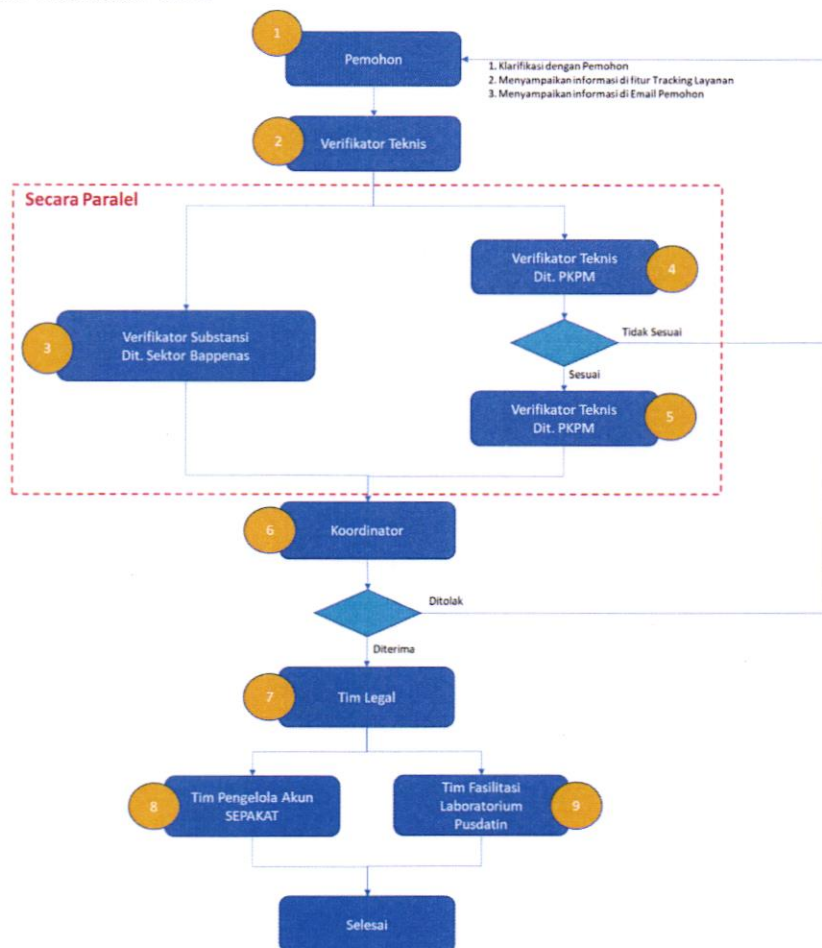 1
Pemohon
1. Klarifikasi dengan Pemohon
2. Menyampaikan informasi di fitur Tracking Layanan
3. Menyampaikan informasi di Email Pemohon
2
Verifikator Teknis
Secara Paralel
3
Verifikator Substansi
Dit. Sektor Bappenas
4
Verifikator Teknis
Dit. PKPM
Tidak Sesuai
Sesuai
Verifikator Teknis
Dit. PKPM
5
6
Koordinator
Ditolak
Diterima
7
Tim Legal
8
Tim Pengelola Akun
SEPAKAT
Tim Fasilitasi
Laboratorium
Pusdatin
9
Selesai